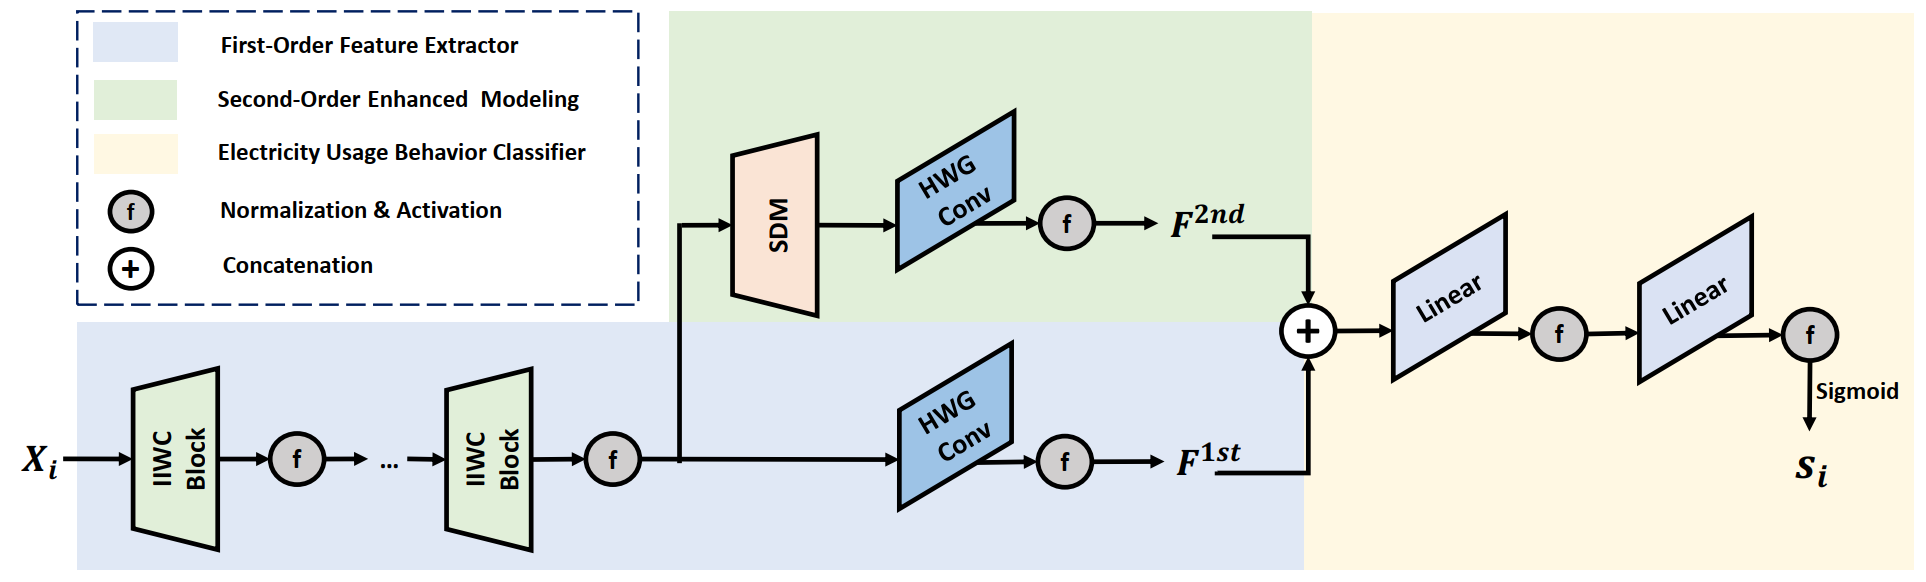 First-Order Feature Extractor
Second-Order Enhanced Modeling
Electricity Usage Behavior Classifier
f Normalization & Activation
+ Concatenation
SDM
HWG
Conv
f
F^2nd
X_i
IIWC
Block
f
...
IIWC
Block
f
HWG
Conv
f
F^1st
+
Linear
f
Linear
f
Sigmoid
s_i